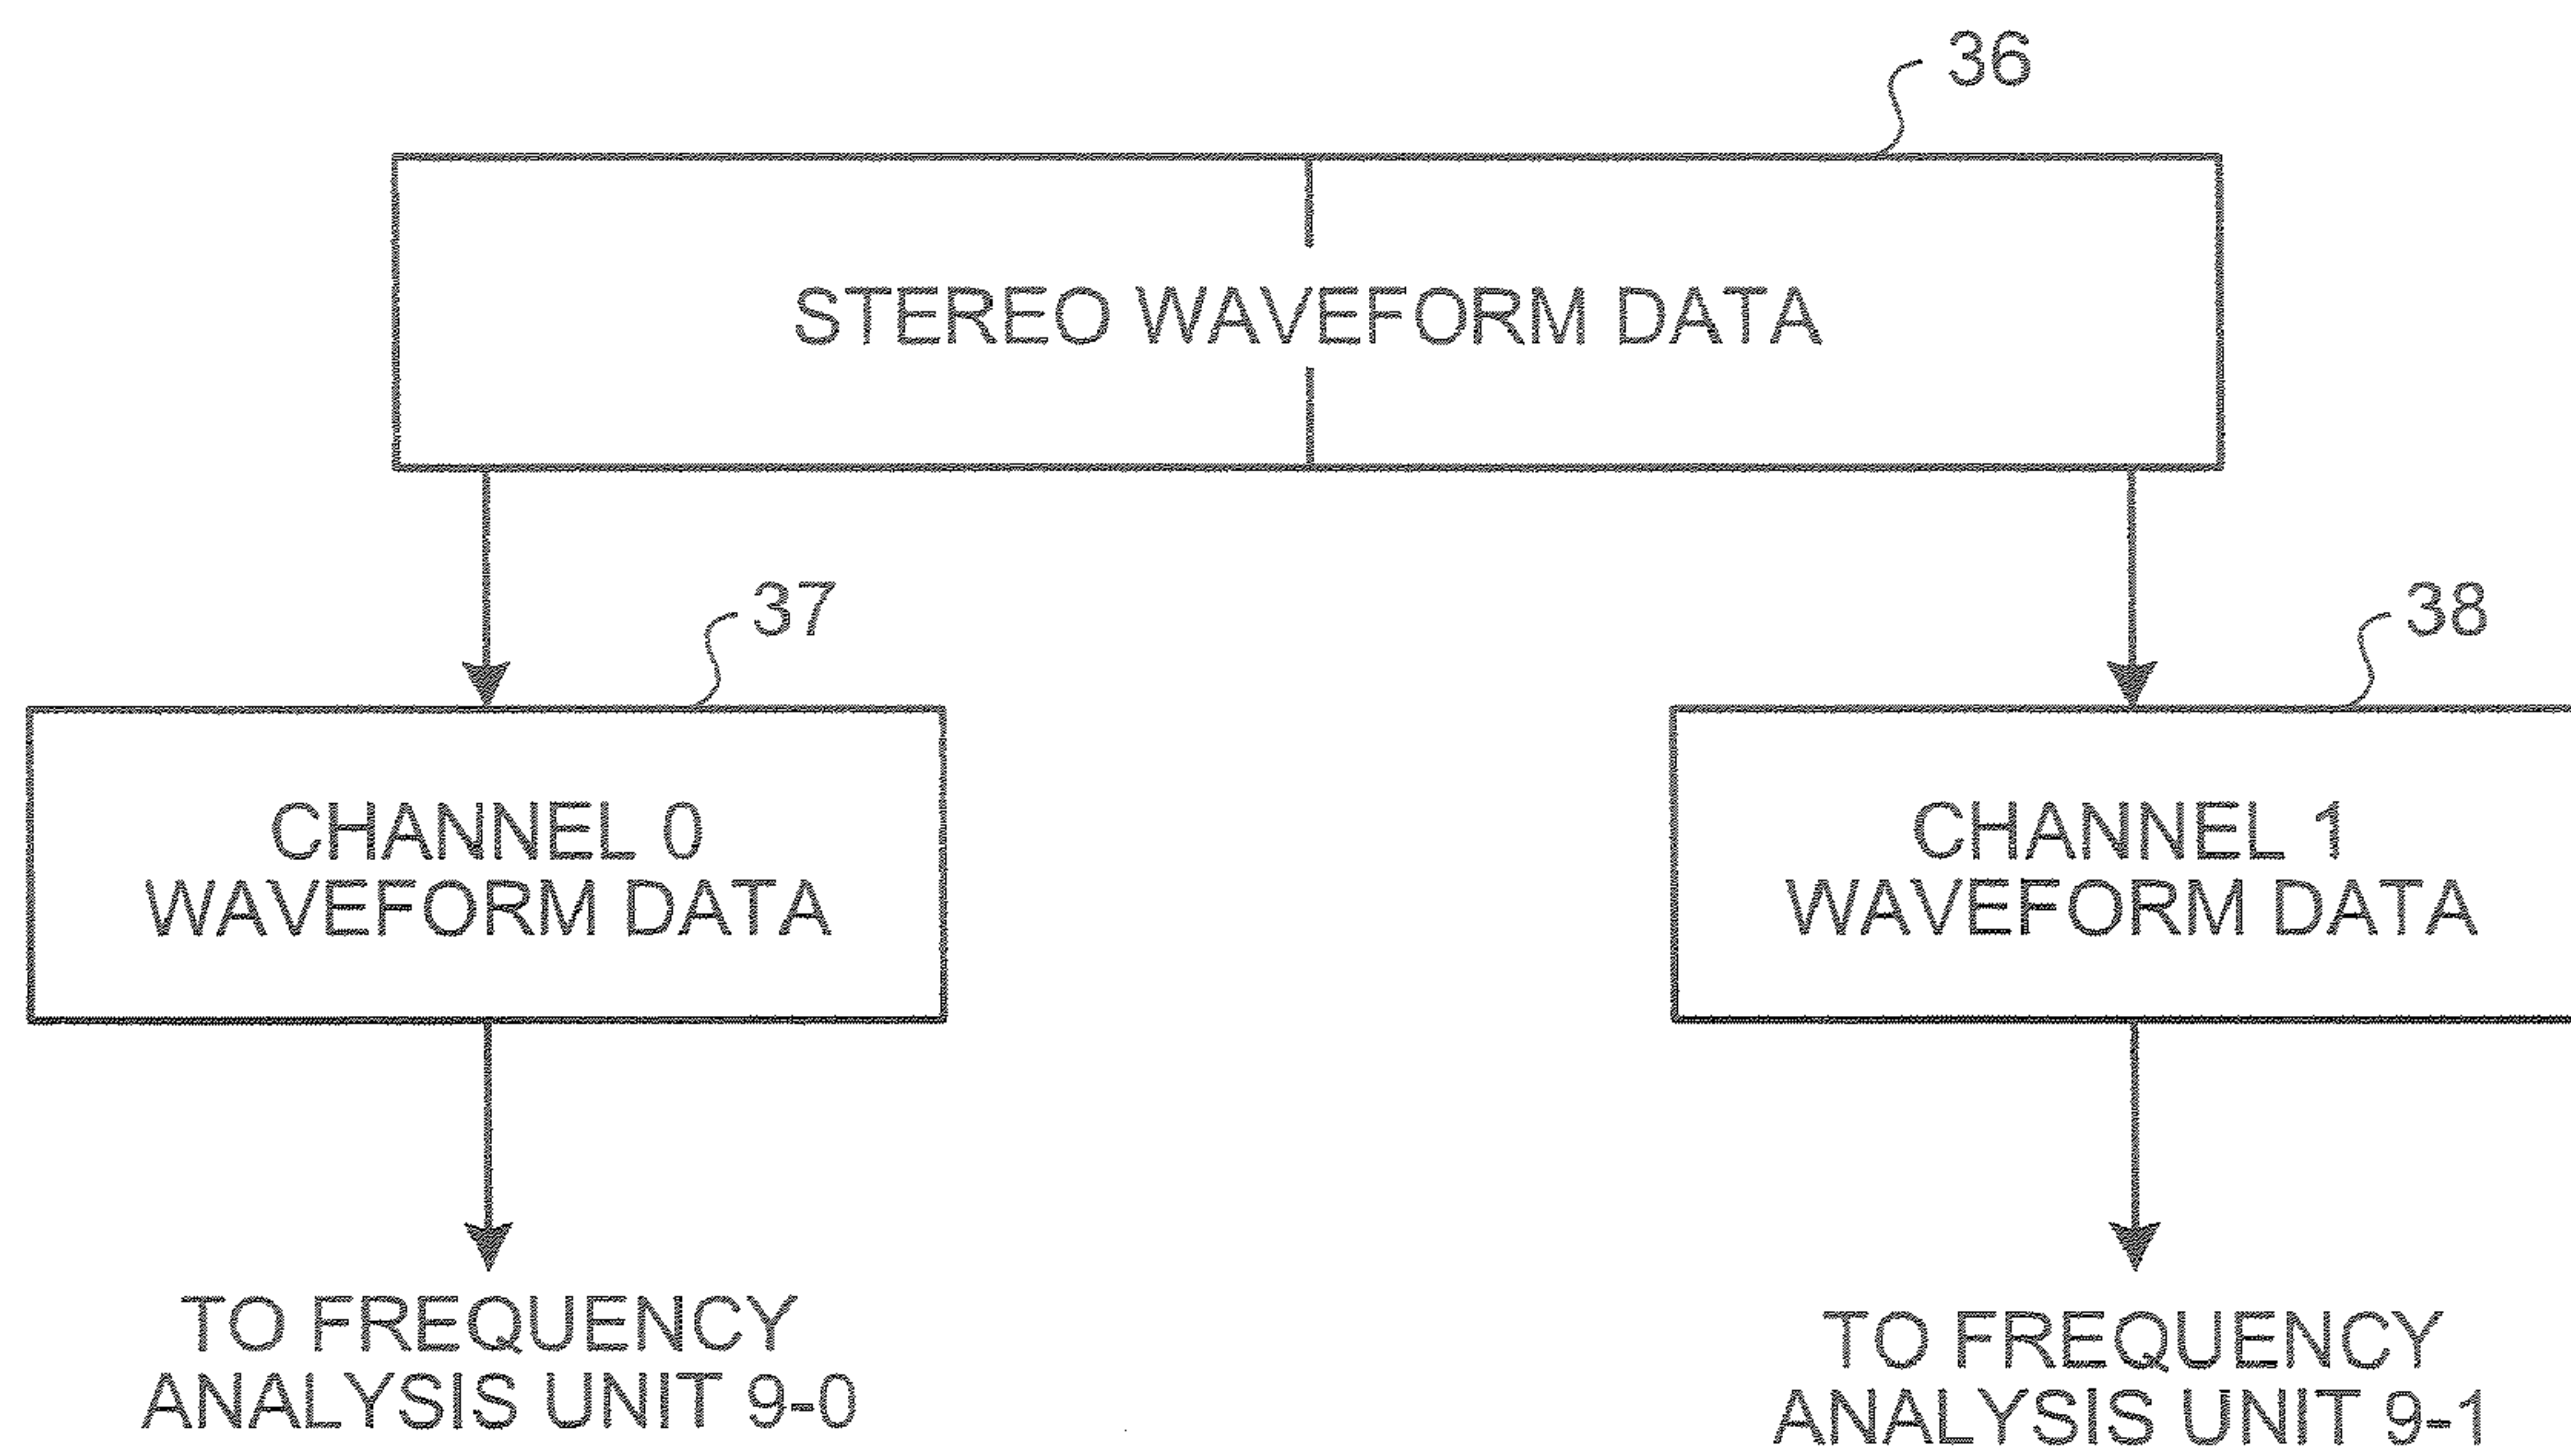 36
STEREO WAVEFORM DATA
37
38
CHANNEL 0
WAVEFORM DATA
CHANNEL 1
WAVEFORM DATA
TO FREQUENCY
ANALYSIS UNIT 9-0
TO FREQUENCY
ANALYSIS UNIT 9-1